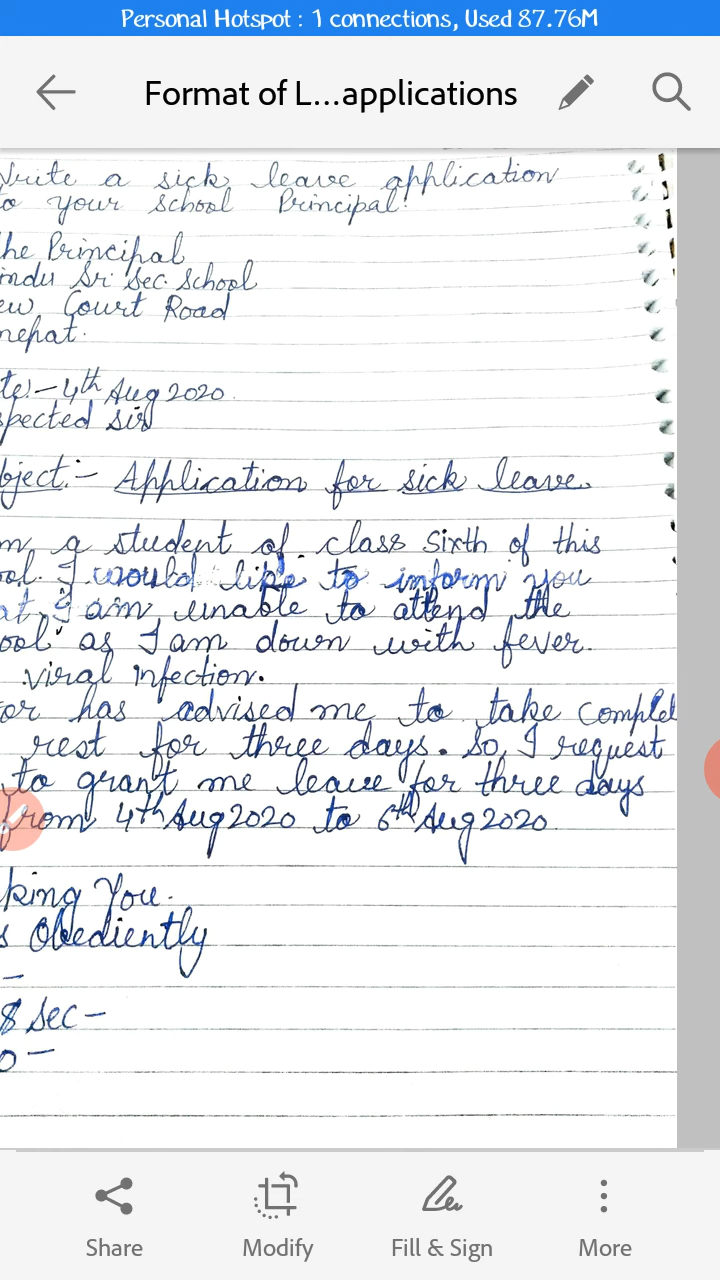 Personal Hotspot : 1 connections, Used 87.76M
Format of L...applications
Write a sick leave application
to your school Principal.
he Principal
indu Sr. Sec. School
ew Court Road
nepat.
te:- 4th Aug 2020.
spected Sir
bject:- Application for sick leave.
m a student of class sixth of this
ool. I would like to inform you
at I am unable to attend the
ool as I am down with fever.
viral infection.
or has advised me to take complet
rest for three days. So, I request
to grant me leave for three days
from 4th Aug 2020 to 6th Aug 2020.
king You.
s Obediently
-
Sec -
o -
Share
Modify
Fill & Sign
More